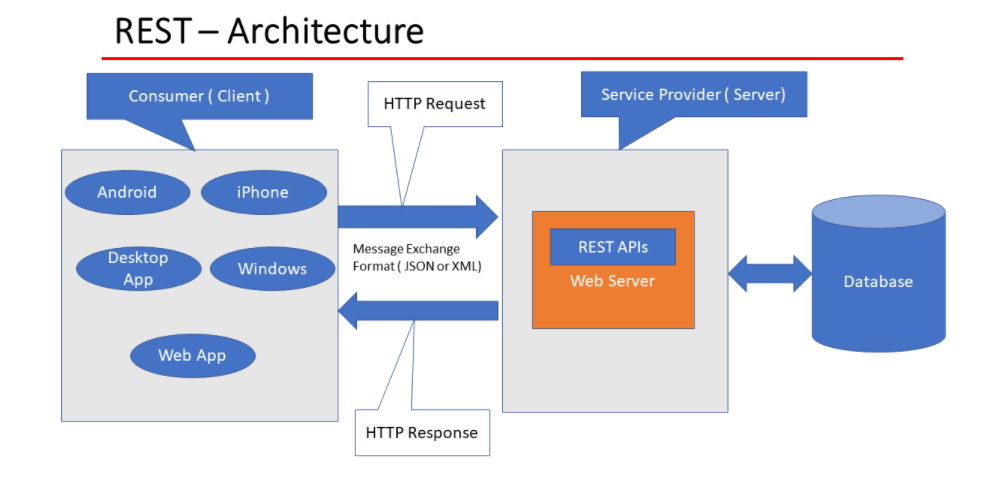 REST – Architecture
Consumer ( Client )
HTTP Request
Service Provider ( Server)
Android
iPhone
Desktop
App
Windows
Web App
Message Exchange
Format ( JSON or XML)
HTTP Response
REST APIs
Web Server
Database